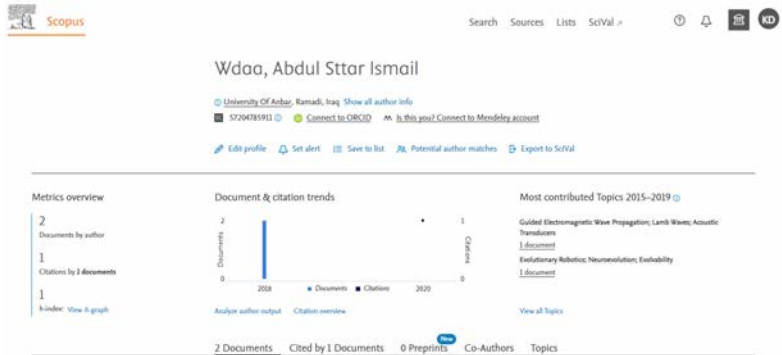 Scopus
Search Sources Lists SciVal ↗
KD
Wdaa, Abdul Sttar Ismail
University Of Anbar, Ramadi, Iraq Show all author info
57204785911 Connect to ORCID Is this you? Connect to Mendeley account
Edit profile Set alert Save to list Potential author matches Export to SciVal
Metrics overview
2
Documents by author
1
Citations by 1 documents
1
h-index: View h-graph
Document & citation trends
2
1
Documents
Citations
0
0
2018
2020
Documents Citations
Analyze author output Citation overview
Most contributed Topics 2015–2019
Guided Electromagnetic Wave Propagation; Lamb Waves; Acoustic
Transducers
1 document
Evolutionary Robotics; Neuroevolution; Evolvability
1 document
View all Topics
New
2 Documents Cited by 1 Documents 0 Preprints Co-Authors Topics